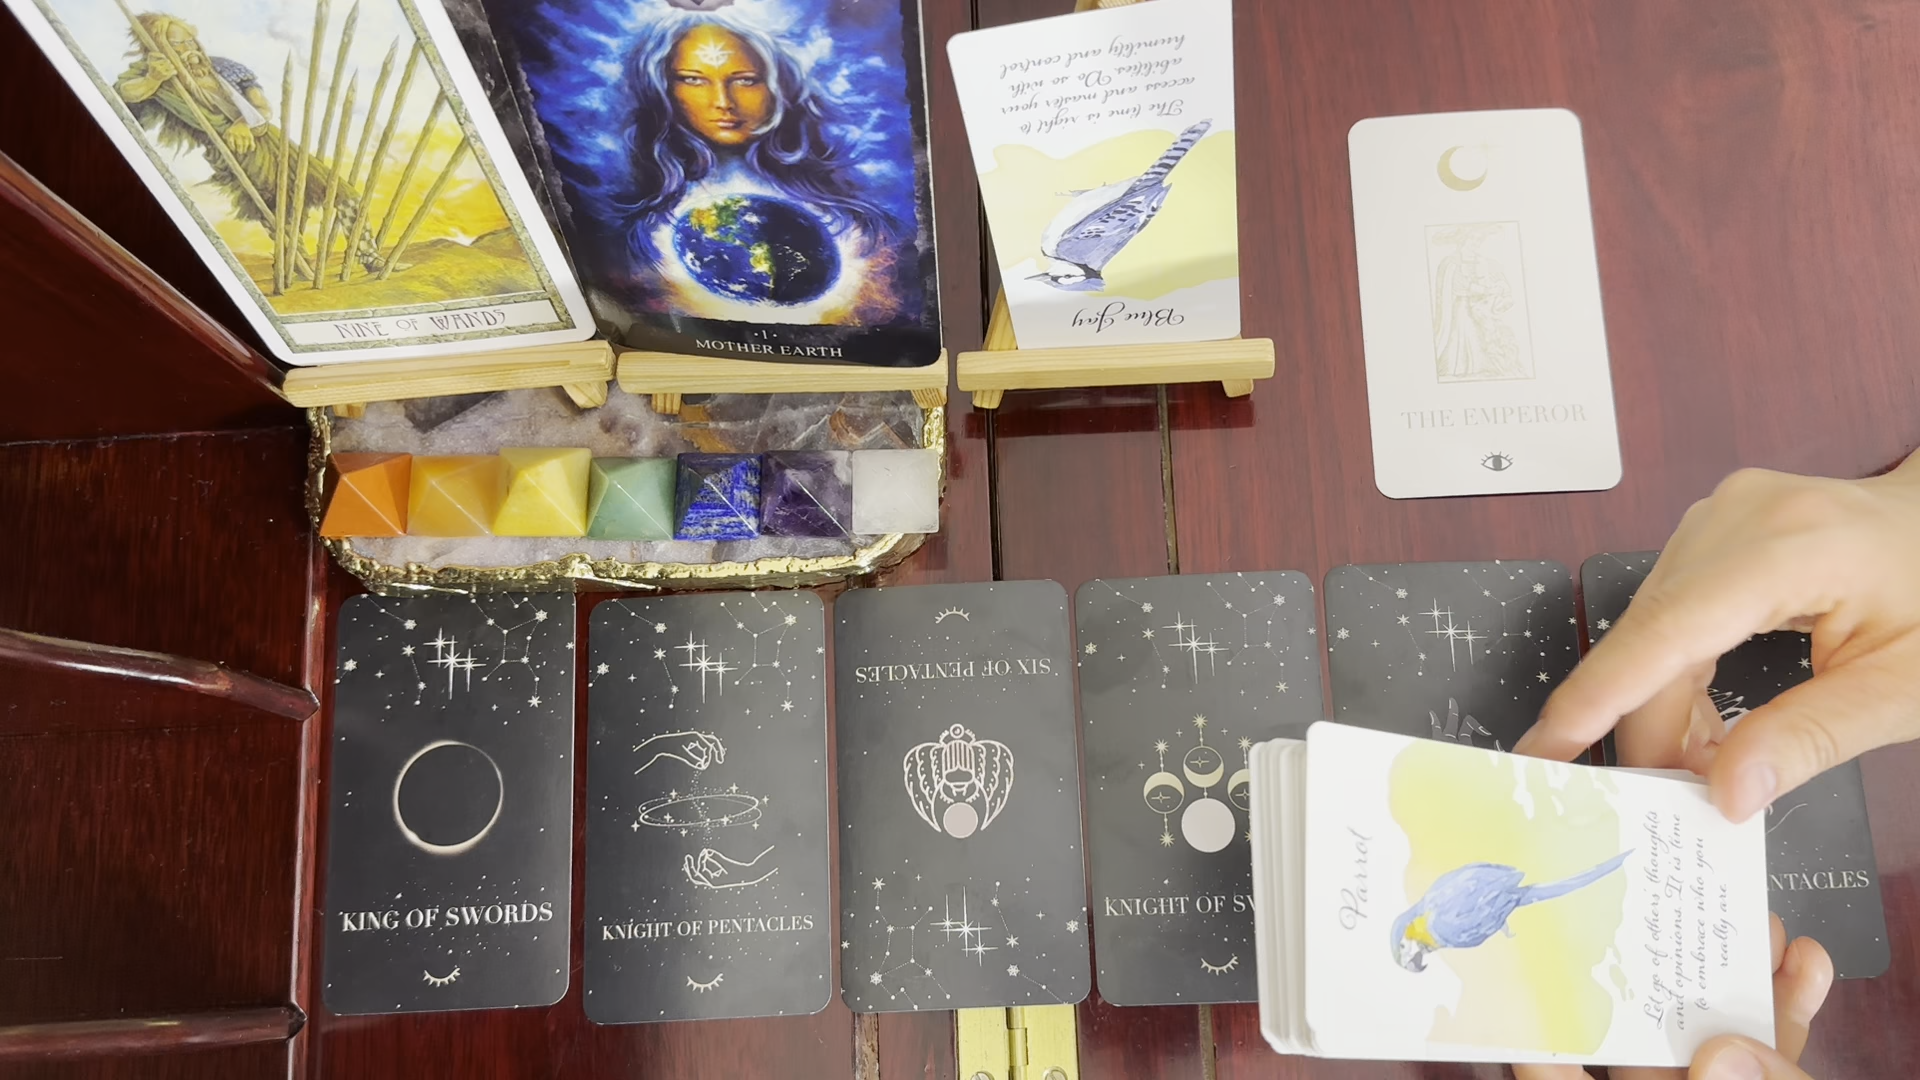 NINE OF WANDS
·I·
MOTHER EARTH
Blue Jay
The time is right to
access and master your
abilities. Do so with
humility and control
THE EMPEROR
KING OF SWORDS
KNIGHT OF PENTACLES
SIX OF PENTACLES
KNIGHT OF
Parrot
Let go of others' thoughts
and opinions. It is time
to embrace who you
really are